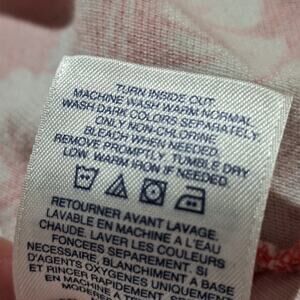 TURN INSIDE OUT.
MACHINE WASH WARM NORMAL.
WASH DARK COLORS SEPARATELY.
ONLY NON-CHLORINE
BLEACH WHEN NEEDED.
REMOVE PROMPTLY. TUMBLE DRY
LOW. WARM IRON IF NEEDED.
RETOURNER AVANT LAVAGE.
LAVABLE EN MACHINE A L'EAU
CHAUDE. LAVER LES COULEURS
FONCEES SEPAREMENT. SI
NECESSAIRE, BLANCHIMENT A BASE
D'AGENTS OXYGENES UNIQUEMENT
ET RINCER RAPIDEMENT.
EN MACHINE